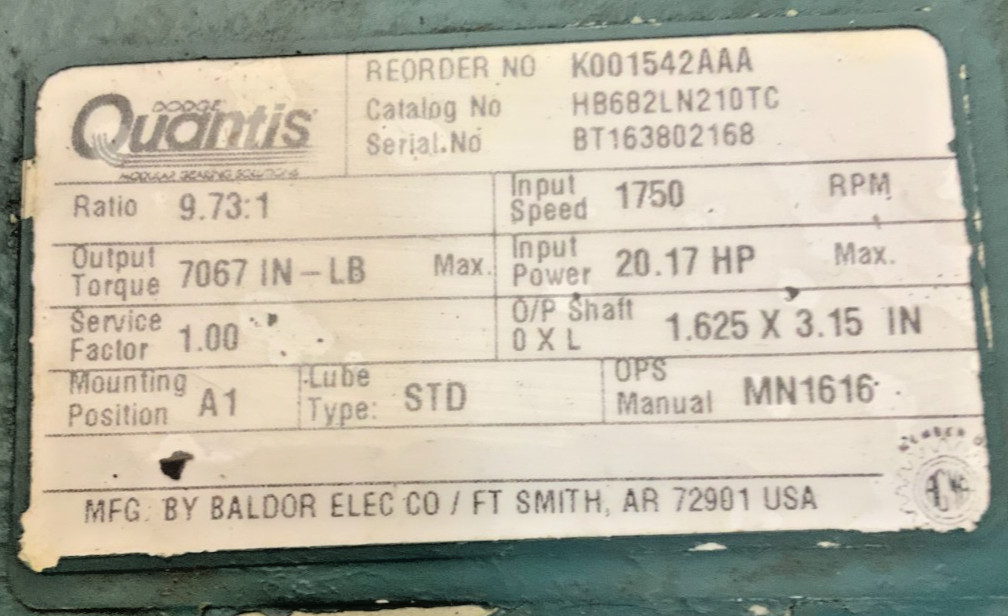 DODGE
Quantis
MODULAR GEARING SOLUTIONS
REORDER NO K001542AAA
Catalog No HB682LN210TC
Serial.No BT163802168
Ratio 9.73:1
Input Speed 1750 RPM
Output Torque 7067 IN-LB Max.
Input Power 20.17 HP Max.
Service Factor 1.00
O/P Shaft O X L 1.625 X 3.15 IN
Mounting Position A1
Lube Type: STD
OPS Manual MN1616
MFG. BY BALDOR ELEC CO / FT SMITH, AR 72901 USA